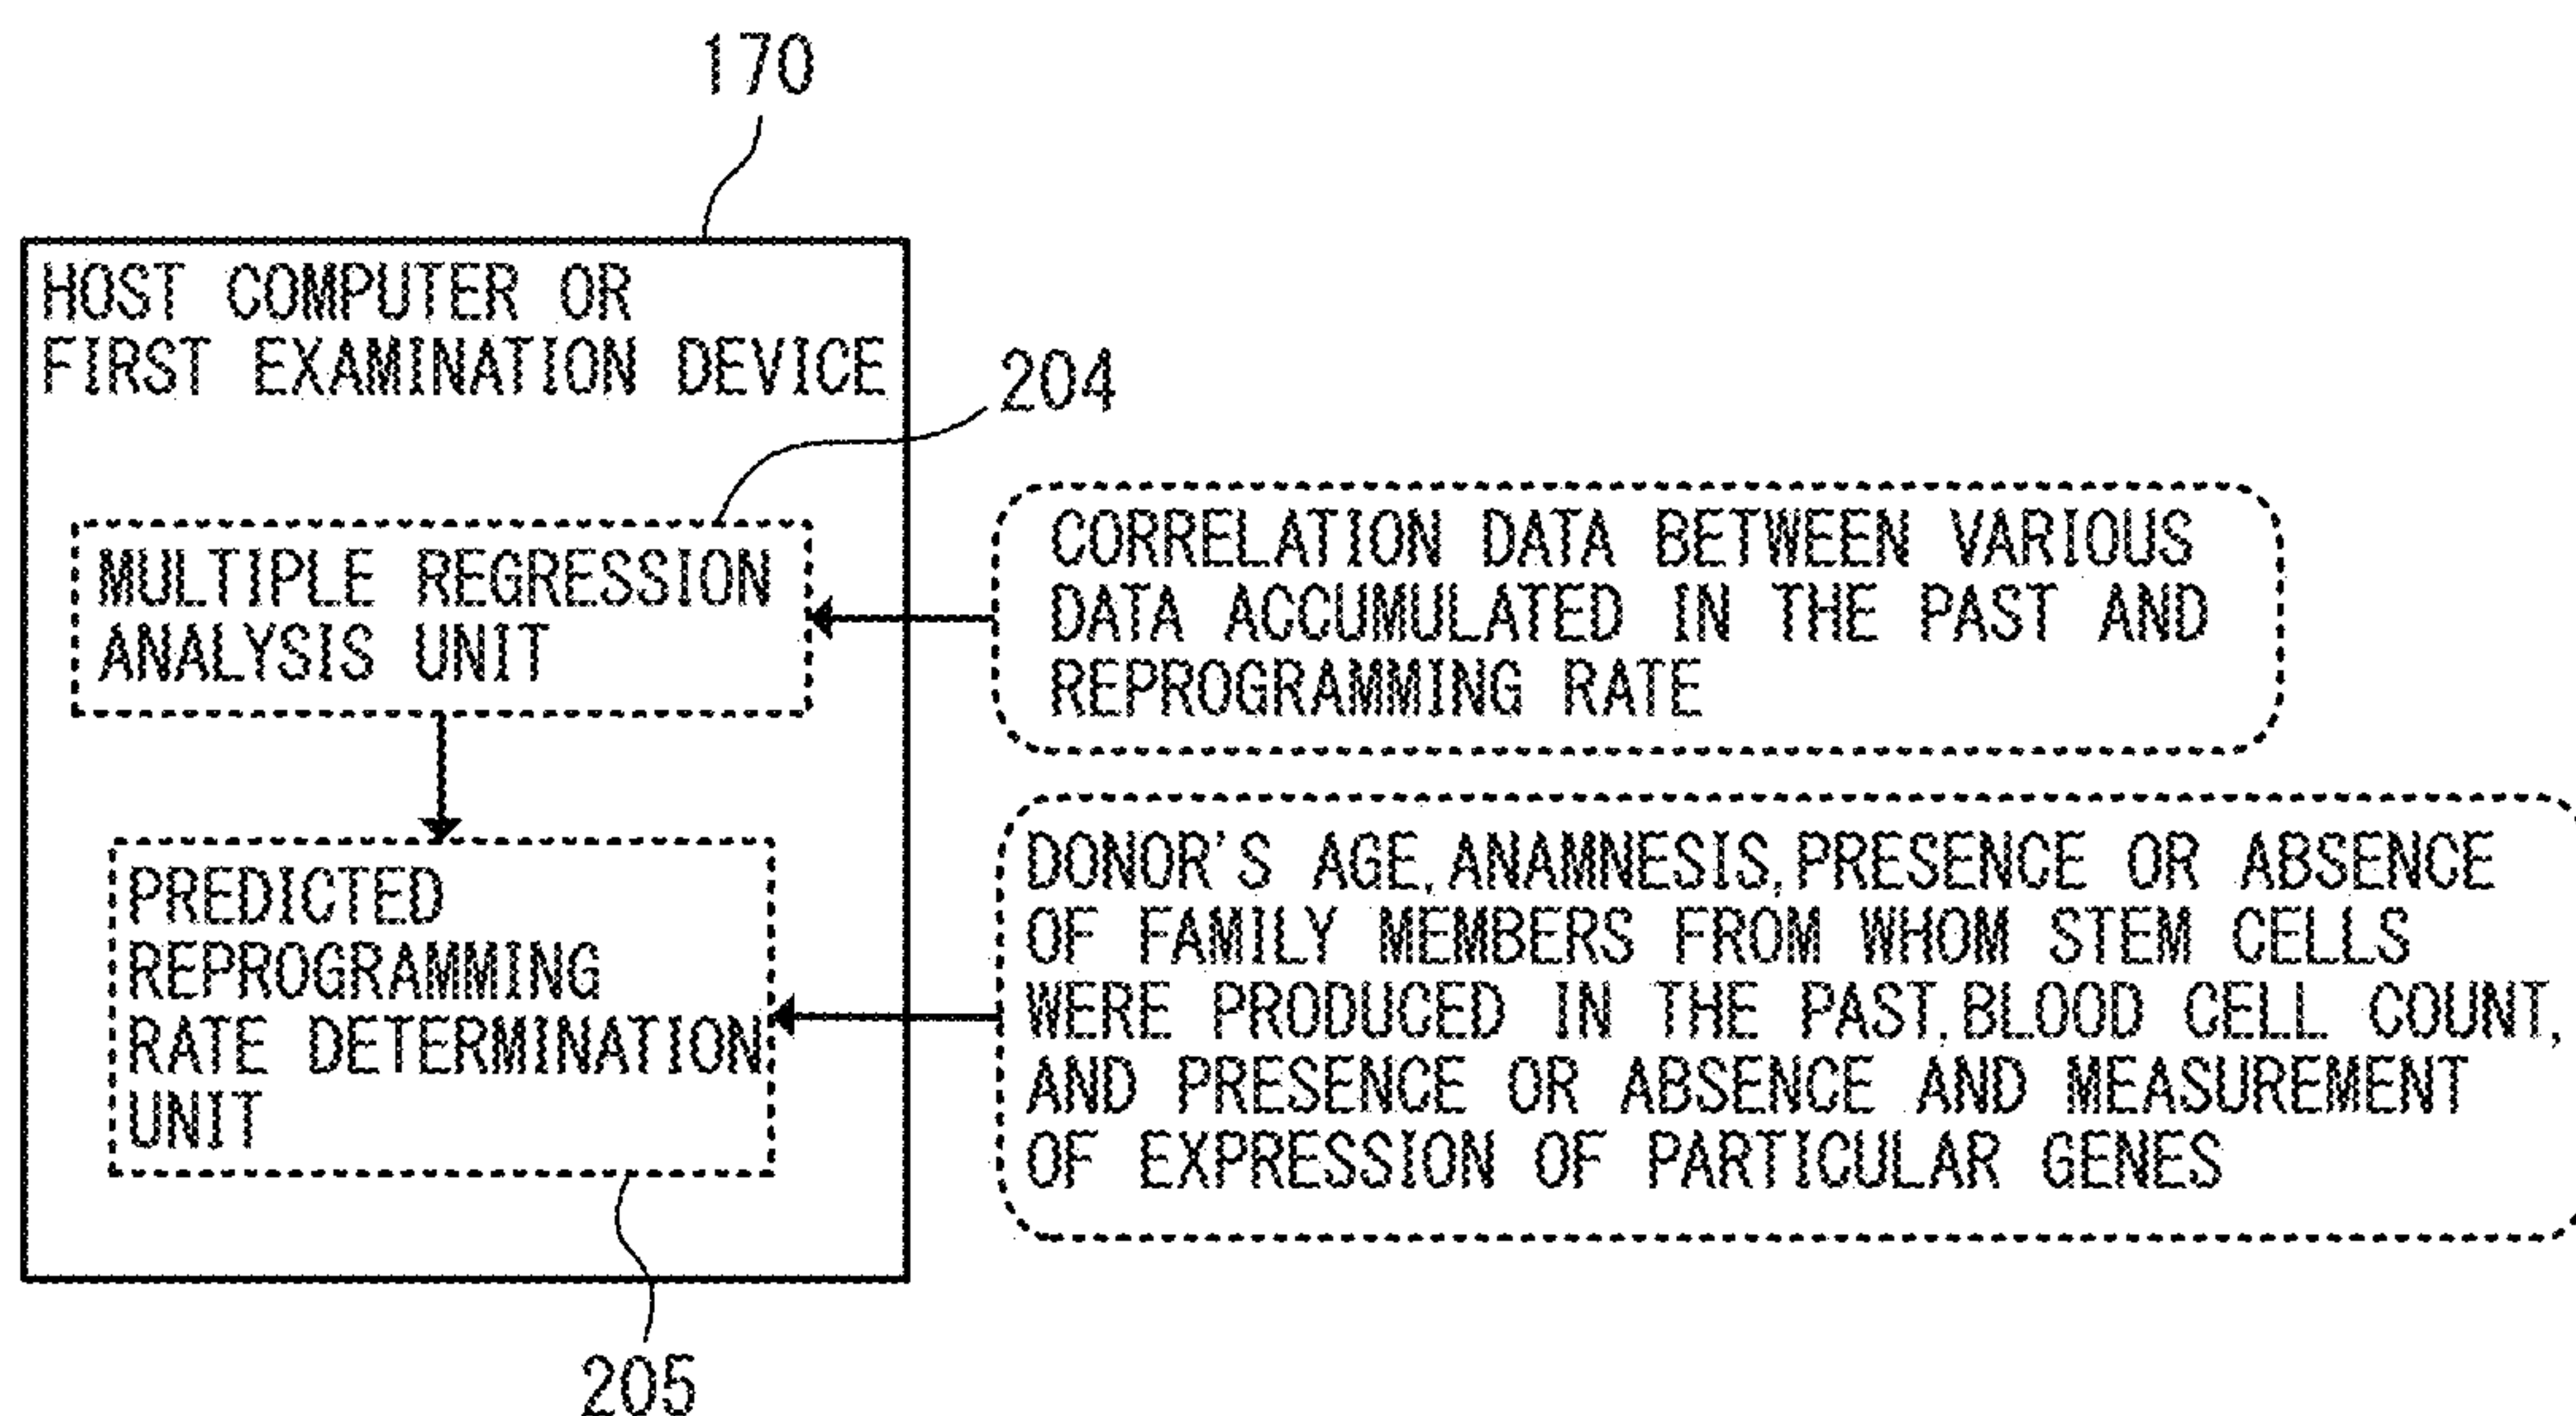 170
HOST COMPUTER OR
FIRST EXAMINATION DEVICE
204
MULTIPLE REGRESSION
ANALYSIS UNIT
CORRELATION DATA BETWEEN VARIOUS
DATA ACCUMULATED IN THE PAST AND
REPROGRAMMING RATE
PREDICTED
REPROGRAMMING
RATE DETERMINATION
UNIT
DONOR'S AGE, ANAMNESIS, PRESENCE OR ABSENCE
OF FAMILY MEMBERS FROM WHOM STEM CELLS
WERE PRODUCED IN THE PAST, BLOOD CELL COUNT,
AND PRESENCE OR ABSENCE AND MEASUREMENT
OF EXPRESSION OF PARTICULAR GENES
205